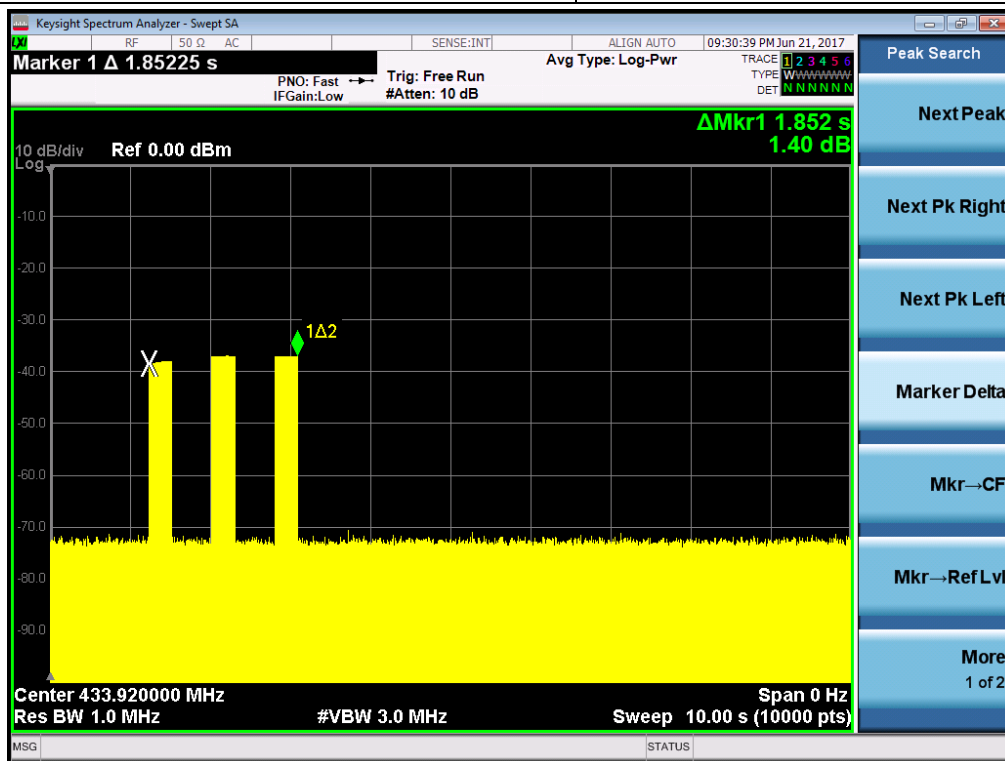 Keysight Spectrum Analyzer - Swept SA
LXI RF 50 Ω AC SENSE:INT ALIGN AUTO 09:30:39 PM Jun 21, 2017
Marker 1 Δ 1.85225 s
PNO: Fast
IFGain:Low
Trig: Free Run
#Atten: 10 dB
Avg Type: Log-Pwr
TRACE 1 2 3 4 5 6
TYPE WWWWWW
DET N N N N N N
ΔMkr1 1.852 s
1.40 dB
10 dB/div Ref 0.00 dBm
Log
-10.0
-20.0
-30.0
-40.0
-50.0
-60.0
-70.0
-80.0
-90.0
1Δ2
X
Center 433.920000 MHz
Span 0 Hz
Res BW 1.0 MHz #VBW 3.0 MHz Sweep 10.00 s (10000 pts)
MSG STATUS
Peak Search
Next Peak
Next Pk Right
Next Pk Left
Marker Delta
Mkr→CF
Mkr→Ref Lvl
More
1 of 2